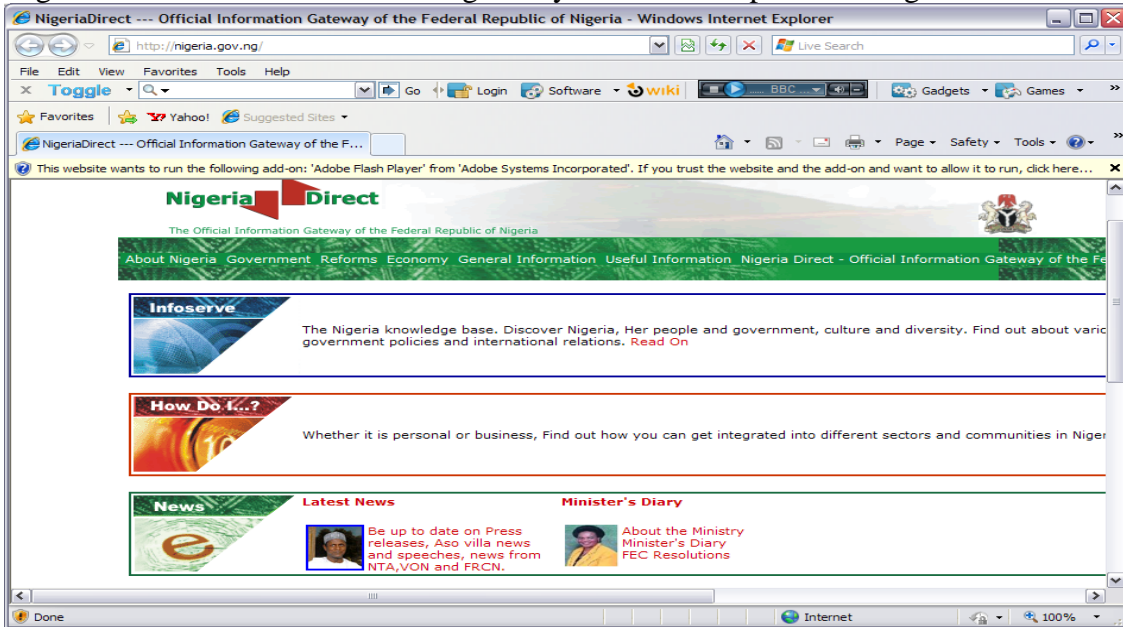 NigeriaDirect --- Official Information Gateway of the Federal Republic of Nigeria - Windows Internet Explorer
http://nigeria.gov.ng/
Live Search
File Edit View Favorites Tools Help
x Toggle Go Login Software wiki BBC Gadgets Games »
Favorites Yahoo! Suggested Sites
NigeriaDirect --- Official Information Gateway of the F... Page Safety Tools »
This website wants to run the following add-on: 'Adobe Flash Player' from 'Adobe Systems Incorporated'. If you trust the website and the add-on and want to allow it to run, click here... x
Nigeria Direct
The Official Information Gateway of the Federal Republic of Nigeria
About Nigeria Government Reforms Economy General Information Useful Information Nigeria Direct - Official Information Gateway of the Fe
Infoserve
The Nigeria knowledge base. Discover Nigeria, Her people and government, culture and diversity. Find out about vario
government policies and international relations. Read On
How Do I...?
Whether it is personal or business, Find out how you can get integrated into different sectors and communities in Niger
News
Latest News
Be up to date on Press
releases, Aso villa news
and speeches, news from
NTA,VON and FRCN.
Minister's Diary
About the Ministry
Minister's Diary
FEC Resolutions
Done Internet 100%